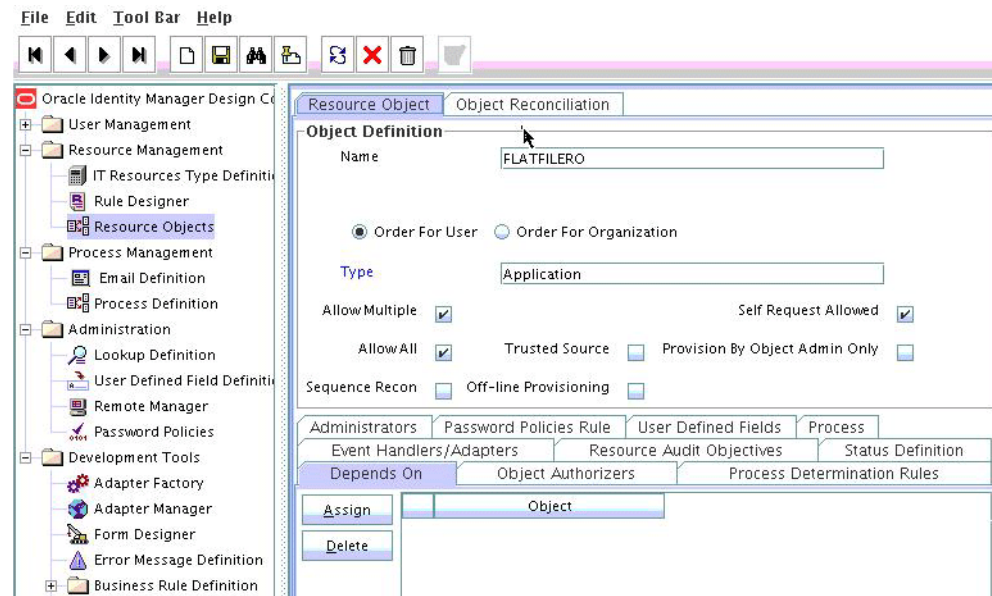 File Edit Tool Bar Help
Oracle Identity Manager Design Co
User Management
Resource Management
IT Resources Type Definiti
Rule Designer
Resource Objects
Process Management
Email Definition
Process Definition
Administration
Lookup Definition
User Defined Field Definiti
Remote Manager
Password Policies
Development Tools
Adapter Factory
Adapter Manager
Form Designer
Error Message Definition
Business Rule Definition
Resource Object Object Reconciliation
Object Definition
Name FLATFILERO
Order For User Order For Organization
Type Application
Allow Multiple Self Request Allowed
Allow All Trusted Source Provision By Object Admin Only
Sequence Recon Off-line Provisioning
Administrators Password Policies Rule User Defined Fields Process
Event Handlers/Adapters Resource Audit Objectives Status Definition
Depends On Object Authorizers Process Determination Rules
Assign Object
Delete